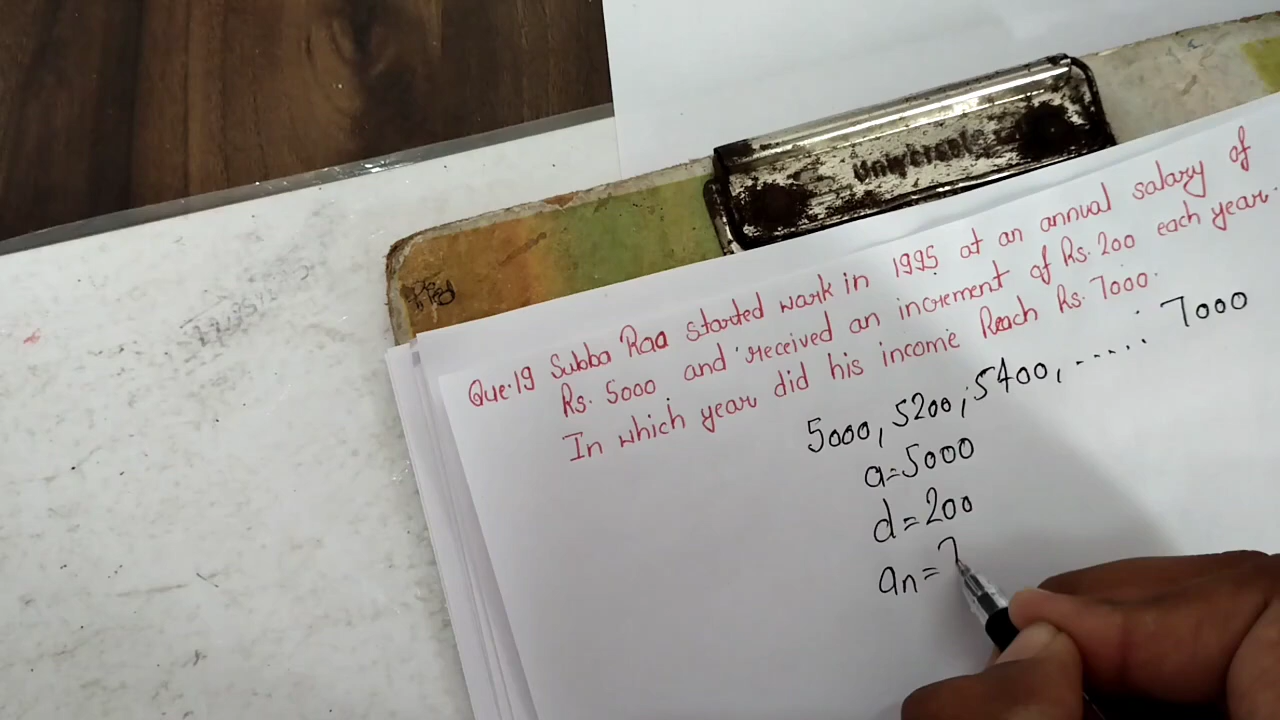 Universal
Que:19 Subba Rao started work in 1995 at an annual salary of
Rs. 5000 and received an increment of Rs. 200 each year.
In which year did his income Reach Rs. 7000.
5000, 5200, 5400, ...... 7000
a=5000
d=200
an=7